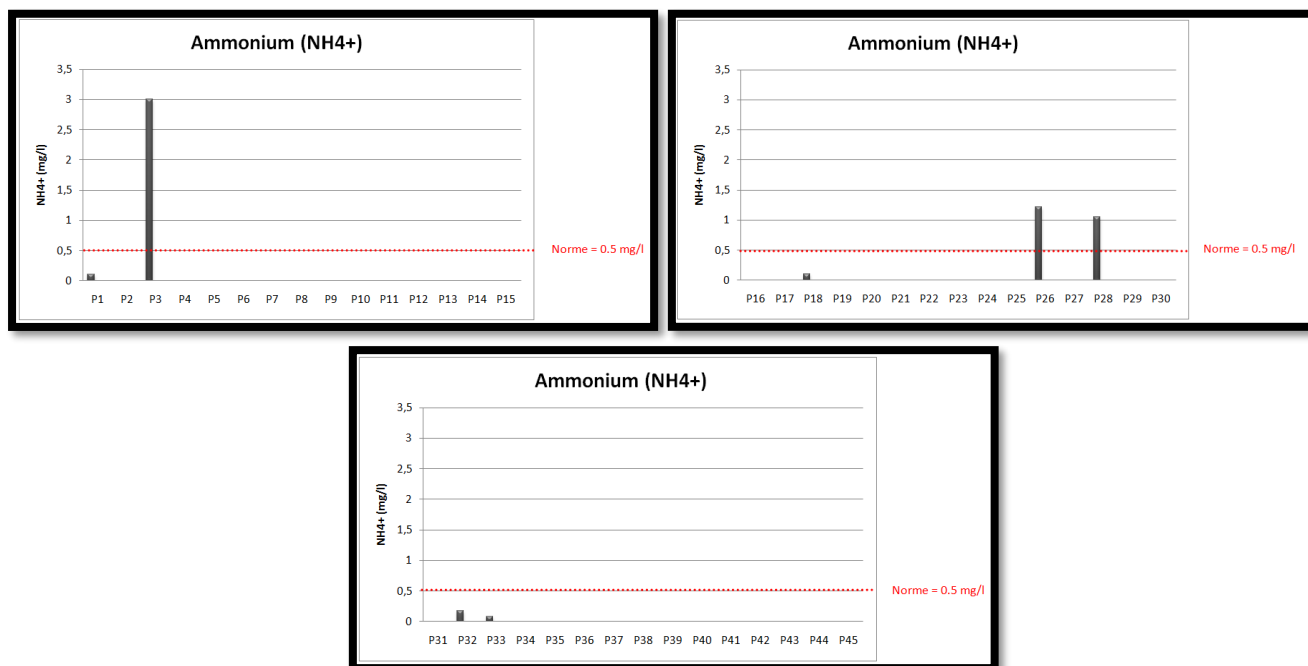 Ammonium (NH4+)
NH4+ (mg/l)
3,5
3
2,5
2
1,5
1
0,5
0
Norme = 0.5 mg/l
P1 P2 P3 P4 P5 P6 P7 P8 P9 P10 P11 P12 P13 P14 P15
Ammonium (NH4+)
NH4+ (mg/l)
3,5
3
2,5
2
1,5
1
0,5
0
Norme = 0.5 mg/l
P16 P17 P18 P19 P20 P21 P22 P23 P24 P25 P26 P27 P28 P29 P30
Ammonium (NH4+)
NH4+ (mg/l)
3,5
3
2,5
2
1,5
1
0,5
0
Norme = 0.5 mg/l
P31 P32 P33 P34 P35 P36 P37 P38 P39 P40 P41 P42 P43 P44 P45